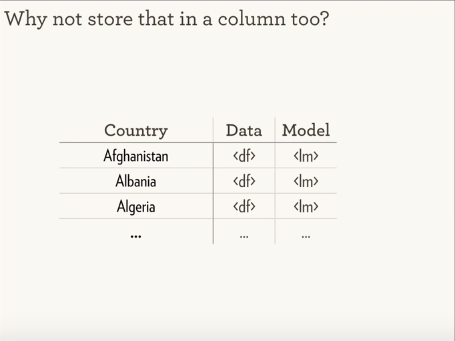 Why not store that in a column too?
Country Data Model
Afghanistan <df> <lm>
Albania <df> <lm>
Algeria <df> <lm>
... ... ...